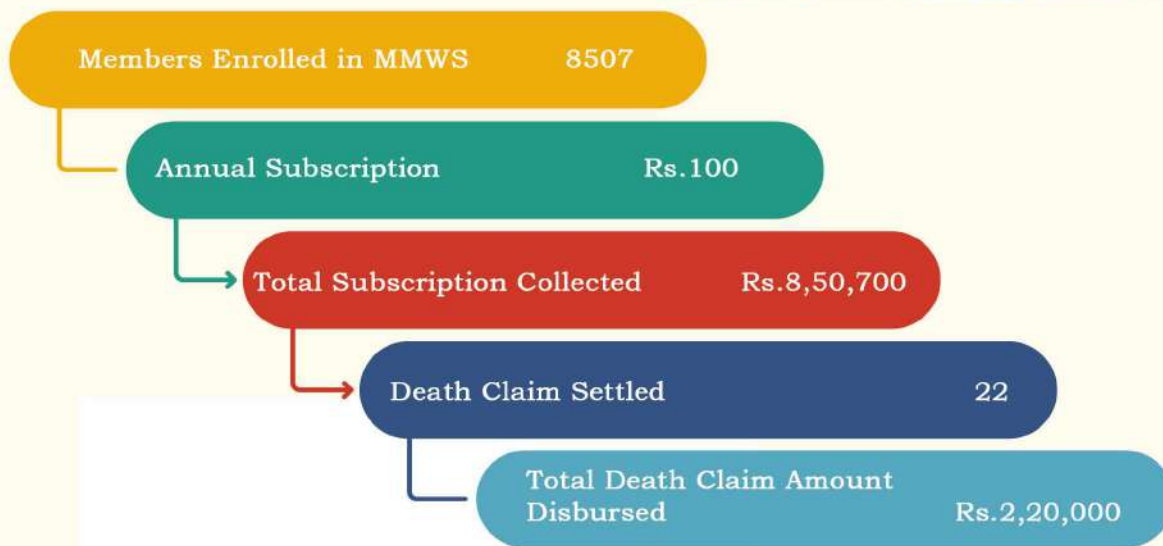 Members Enrolled in MMWS 8507
Annual Subscription Rs.100
Total Subscription Collected Rs.8,50,700
Death Claim Settled 22
Total Death Claim Amount
Disbursed Rs.2,20,000